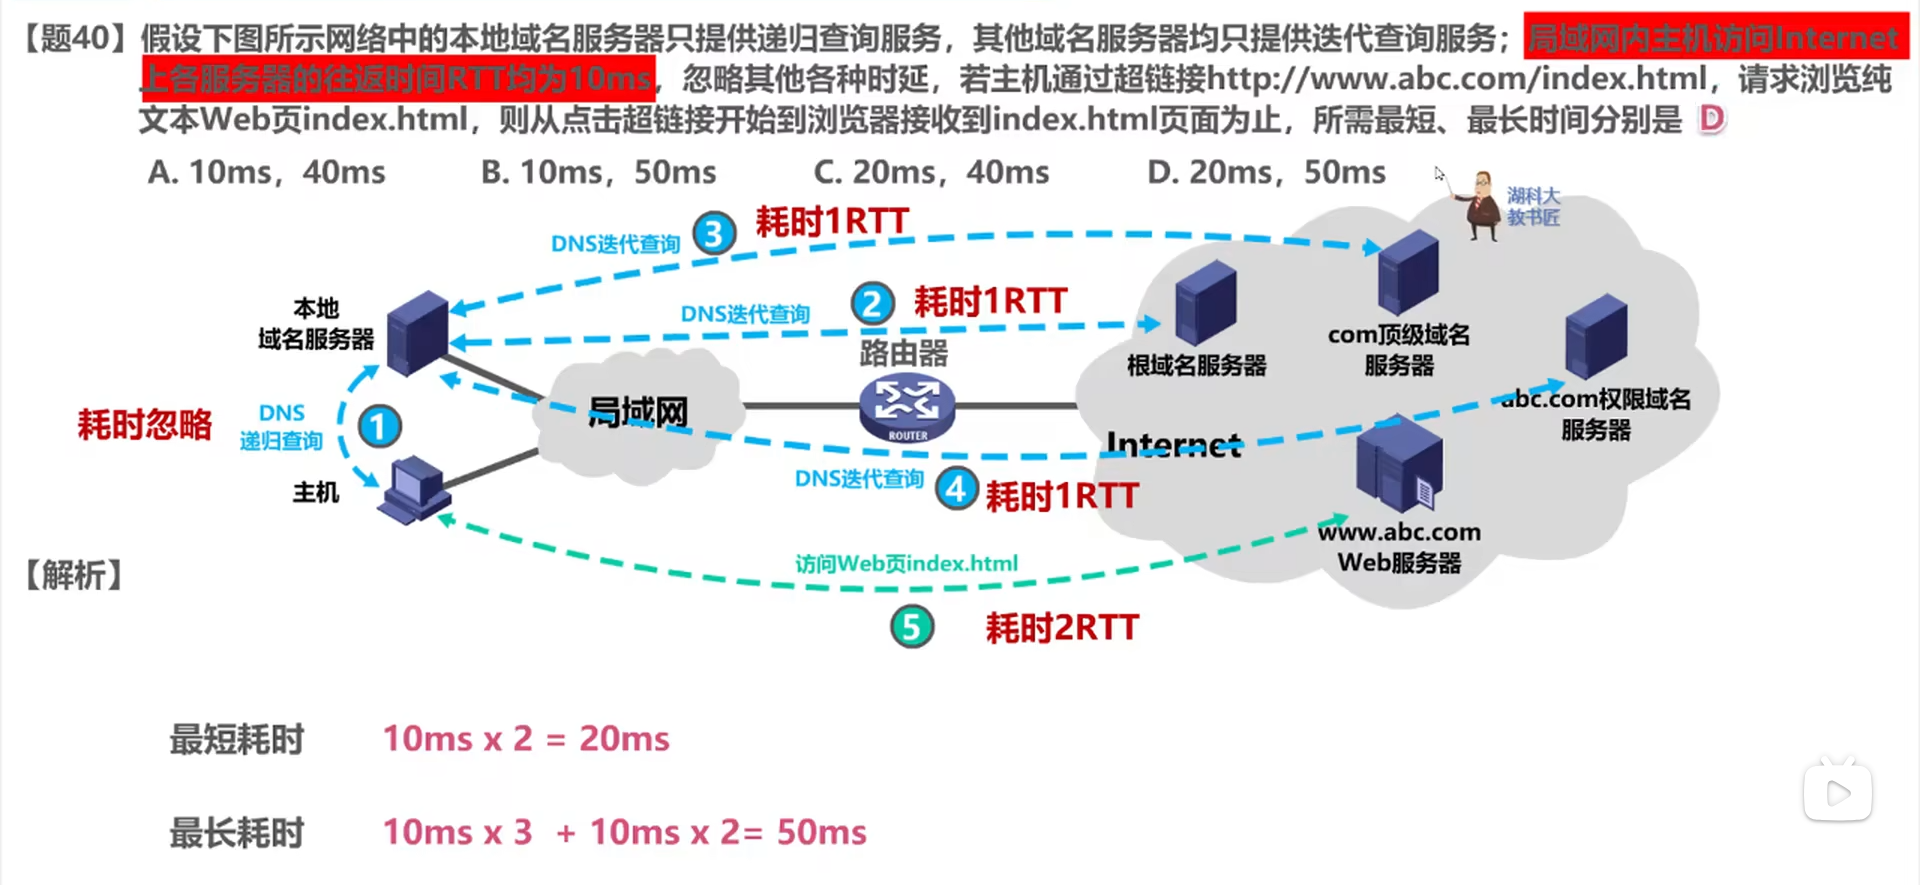 【题40】假设下图所示网络中的本地域名服务器只提供递归查询服务，其他域名服务器均只提供迭代查询服务；局域网内主机访问Internet
上各服务器的往返时间RTT均为10ms，忽略其他各种时延，若主机通过超链接http://www.abc.com/index.html，请求浏览纯
文本Web页index.html，则从点击超链接开始到浏览器接收到index.html页面为止，所需最短、最长时间分别是 D
A. 10ms，40ms B. 10ms，50ms C. 20ms，40ms D. 20ms，50ms
湖科大
教书匠
DNS迭代查询 3 耗时1RTT
DNS迭代查询 2 耗时1RTT
本地
域名服务器
路由器
ROUTER
根域名服务器
com顶级域名
服务器
abc.com权限域名
服务器
耗时忽略
DNS
递归查询
1
局域网
Internet
主机
DNS迭代查询 4 耗时1RTT
www.abc.com
Web服务器
访问Web页index.html
5 耗时2RTT
【解析】
最短耗时 10ms x 2 = 20ms
最长耗时 10ms x 3 + 10ms x 2= 50ms